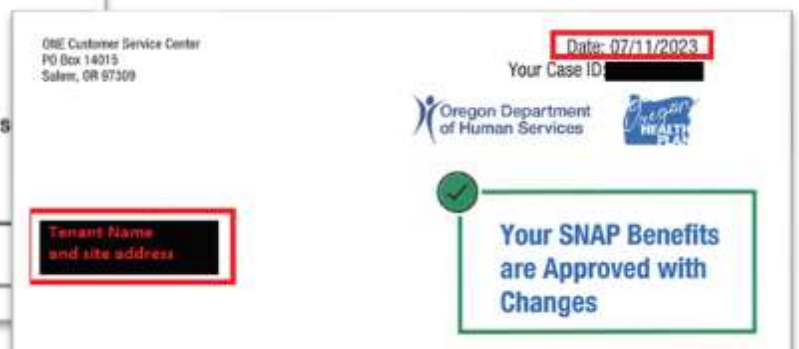 ONE Customer Service Center
PO Box 14015
Salem, OR 97309
Date: 07/11/2023
Your Case ID:
Oregon Department
of Human Services
Oregon
HEALTH
PLAN
s
Tenant Name
and site address
Your SNAP Benefits
are Approved with
Changes